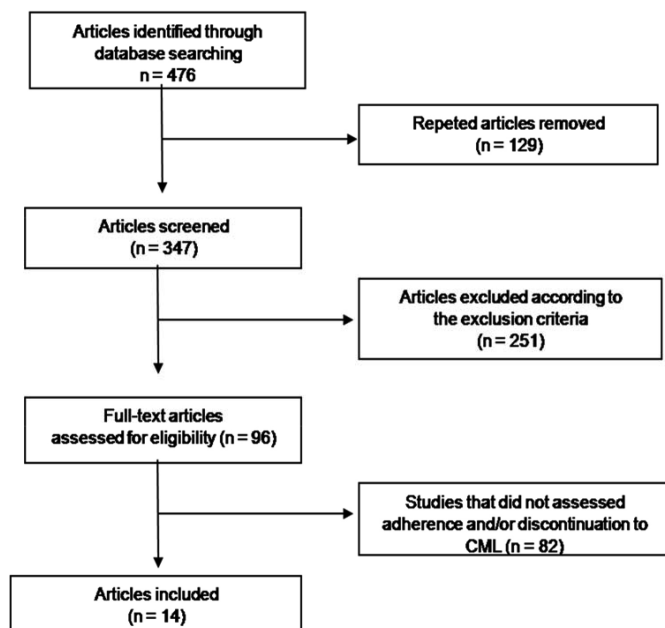 Articles identified through
database searching
n = 476
Repeted articles removed
(n = 129)
Articles screened
(n = 347)
Articles excluded according to
the exclusion criteria
(n = 251)
Full-text articles
assessed for eligibility (n = 96)
Studies that did not assessed
adherence and/or discontinuation to
CML (n = 82)
Articles included
(n = 14)